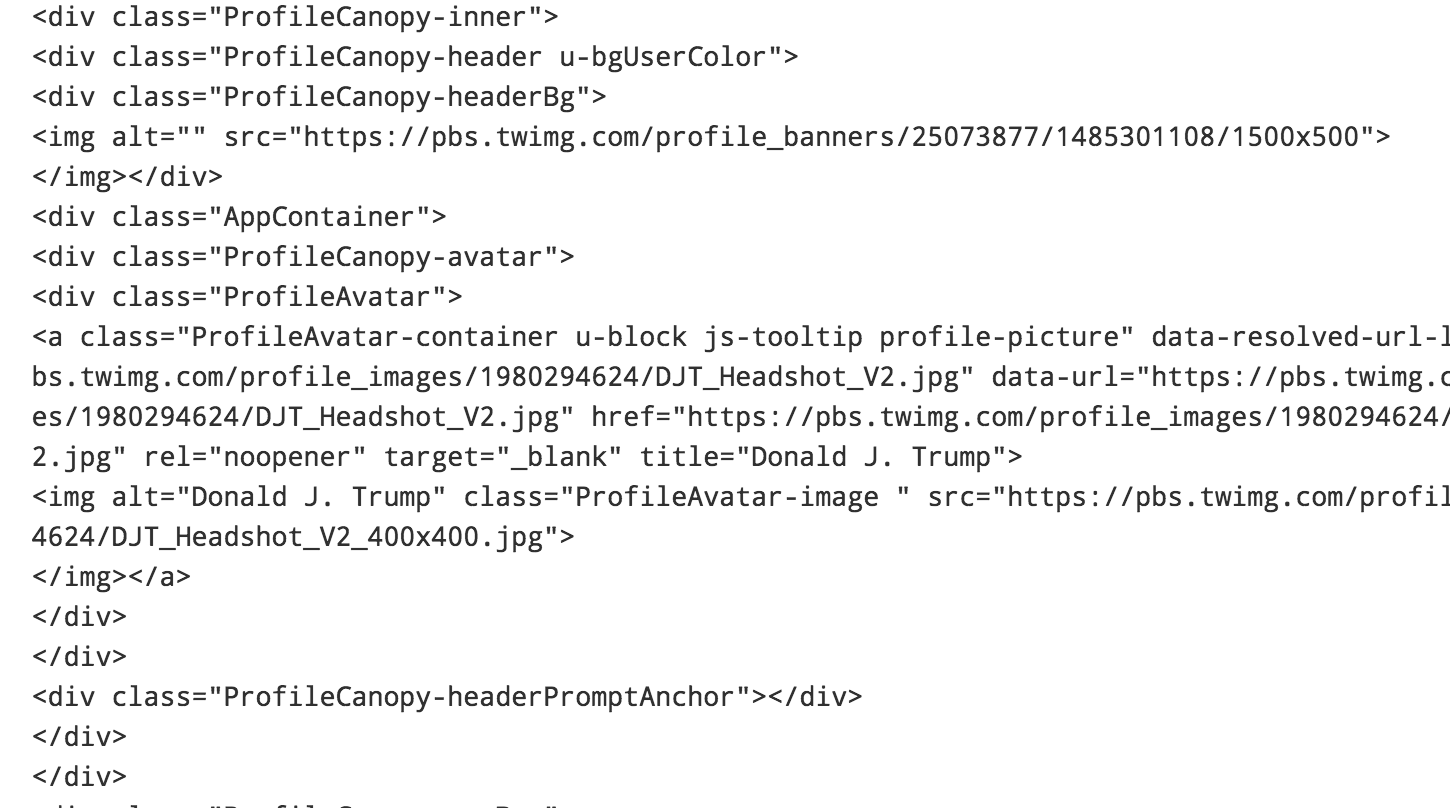 <div class="ProfileCanopy-inner">
<div class="ProfileCanopy-header u-bgUserColor">
<div class="ProfileCanopy-headerBg">
<img alt="" src="https://pbs.twimg.com/profile_banners/25073877/1485301108/1500x500">
</img></div>
<div class="AppContainer">
<div class="ProfileCanopy-avatar">
<div class="ProfileAvatar">
<a class="ProfileAvatar-container u-block js-tooltip profile-picture" data-resolved-url-l
bs.twimg.com/profile_images/1980294624/DJT_Headshot_V2.jpg" data-url="https://pbs.twimg.c
es/1980294624/DJT_Headshot_V2.jpg" href="https://pbs.twimg.com/profile_images/1980294624/
2.jpg" rel="noopener" target="_blank" title="Donald J. Trump">
<img alt="Donald J. Trump" class="ProfileAvatar-image " src="https://pbs.twimg.com/profil
4624/DJT_Headshot_V2_400x400.jpg">
</img></a>
</div>
</div>
<div class="ProfileCanopy-headerPromptAnchor"></div>
</div>
</div>